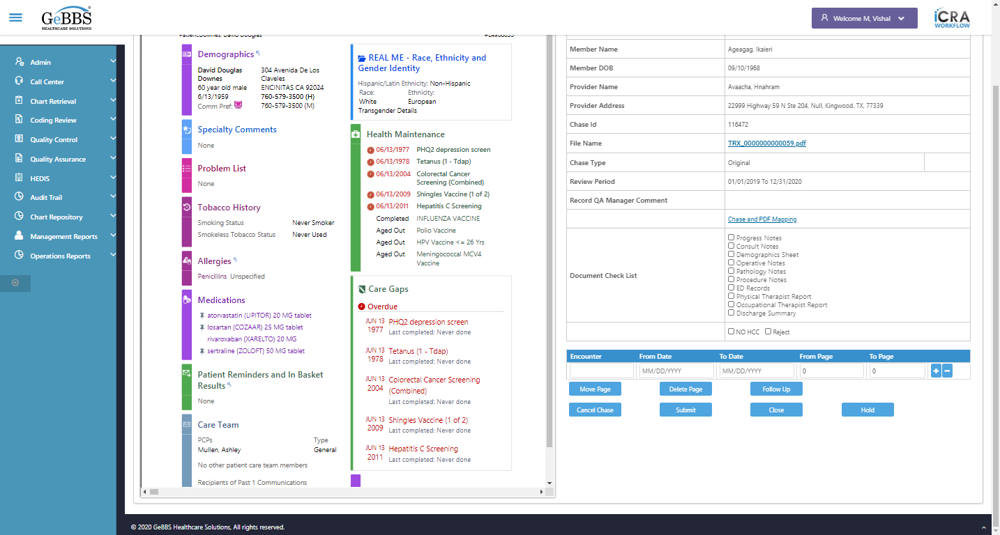 GeBBS
HEALTHCARE SOLUTIONS
Welcome M, Vishal
iCRA
WORKFLOW
Admin
Call Center
Chart Retrieval
Coding Review
Quality Control
Quality Assurance
HEDIS
Audit Trail
Chart Repository
Management Reports
Operations Reports
Patient:Downes, David Douglas
Demographics
David Douglas
Downes
60 year old male
6/13/1959
Comm Pref:
304 Avenida De Los
Claveles
ENCINITAS CA 92024
760-579-3500 (H)
760-579-3500 (M)
Specialty Comments
None
Problem List
None
Tobacco History
Smoking Status Never Smoker
Smokeless Tobacco Status Never Used
Allergies
Penicillins Unspecified
Medications
atorvastatin (LIPITOR) 20 MG tablet
losartan (COZAAR) 25 MG tablet
rivaroxaban (XARELTO) 20 MG
sertraline (ZOLOFT) 50 MG tablet
Patient Reminders and In Basket
Results
None
Care Team
PCPs Type
Mullen, Ashley General
No other patient care team members
Recipients of Past 1 Communications
REAL ME - Race, Ethnicity and
Gender Identity
Hispanic/Latin Ethnicity: Non-Hispanic
Race: Ethnicity:
White European
Transgender Details
Health Maintenance
06/13/1977 PHQ2 depression screen
06/13/1978 Tetanus (1 - Tdap)
06/13/2004 Colorectal Cancer
Screening (Combined)
06/13/2009 Shingles Vaccine (1 of 2)
06/13/2011 Hepatitis C Screening
Completed INFLUENZA VACCINE
Aged Out Polio Vaccine
Aged Out HPV Vaccine <= 26 Yrs
Aged Out Meningococcal MCV4
Vaccine
Care Gaps
Overdue
JUN 13 PHQ2 depression screen
1977 Last completed: Never done
JUN 13 Tetanus (1 - Tdap)
1978 Last completed: Never done
JUN 13 Colorectal Cancer Screening
2004 (Combined)
Last completed: Never done
JUN 13 Shingles Vaccine (1 of 2)
2009 Last completed: Never done
JUN 13 Hepatitis C Screening
2011 Last completed: Never done
Member Name Ageagag, Ikaieri
Member DOB 09/10/1968
Provider Name Avaacha, Hnahram
Provider Address 22999 Highway 59 N Ste 204, Null, Kingwood, TX, 77339
Chase Id 116472
File Name TRX_0000000000059.pdf
Chase Type Original
Review Period 01/01/2019 To 12/31/2020
Record QA Manager Comment
Chase and PDF Mapping
Document Check List
Progress Notes
Consult Notes
Demographics Sheet
Operative Notes
Pathology Notes
Procedure Notes
ED Records
Physical Therapist Report
Occupational Therapist Report
Discharge Summary
NO HCC Reject
Encounter From Date To Date From Page To Page
MM/DD/YYYY MM/DD/YYYY 0 0
Move Page Delete Page Follow Up
Cancel Chase Submit Close Hold
© 2020 GeBBS Healthcare Solutions, All rights reserved.